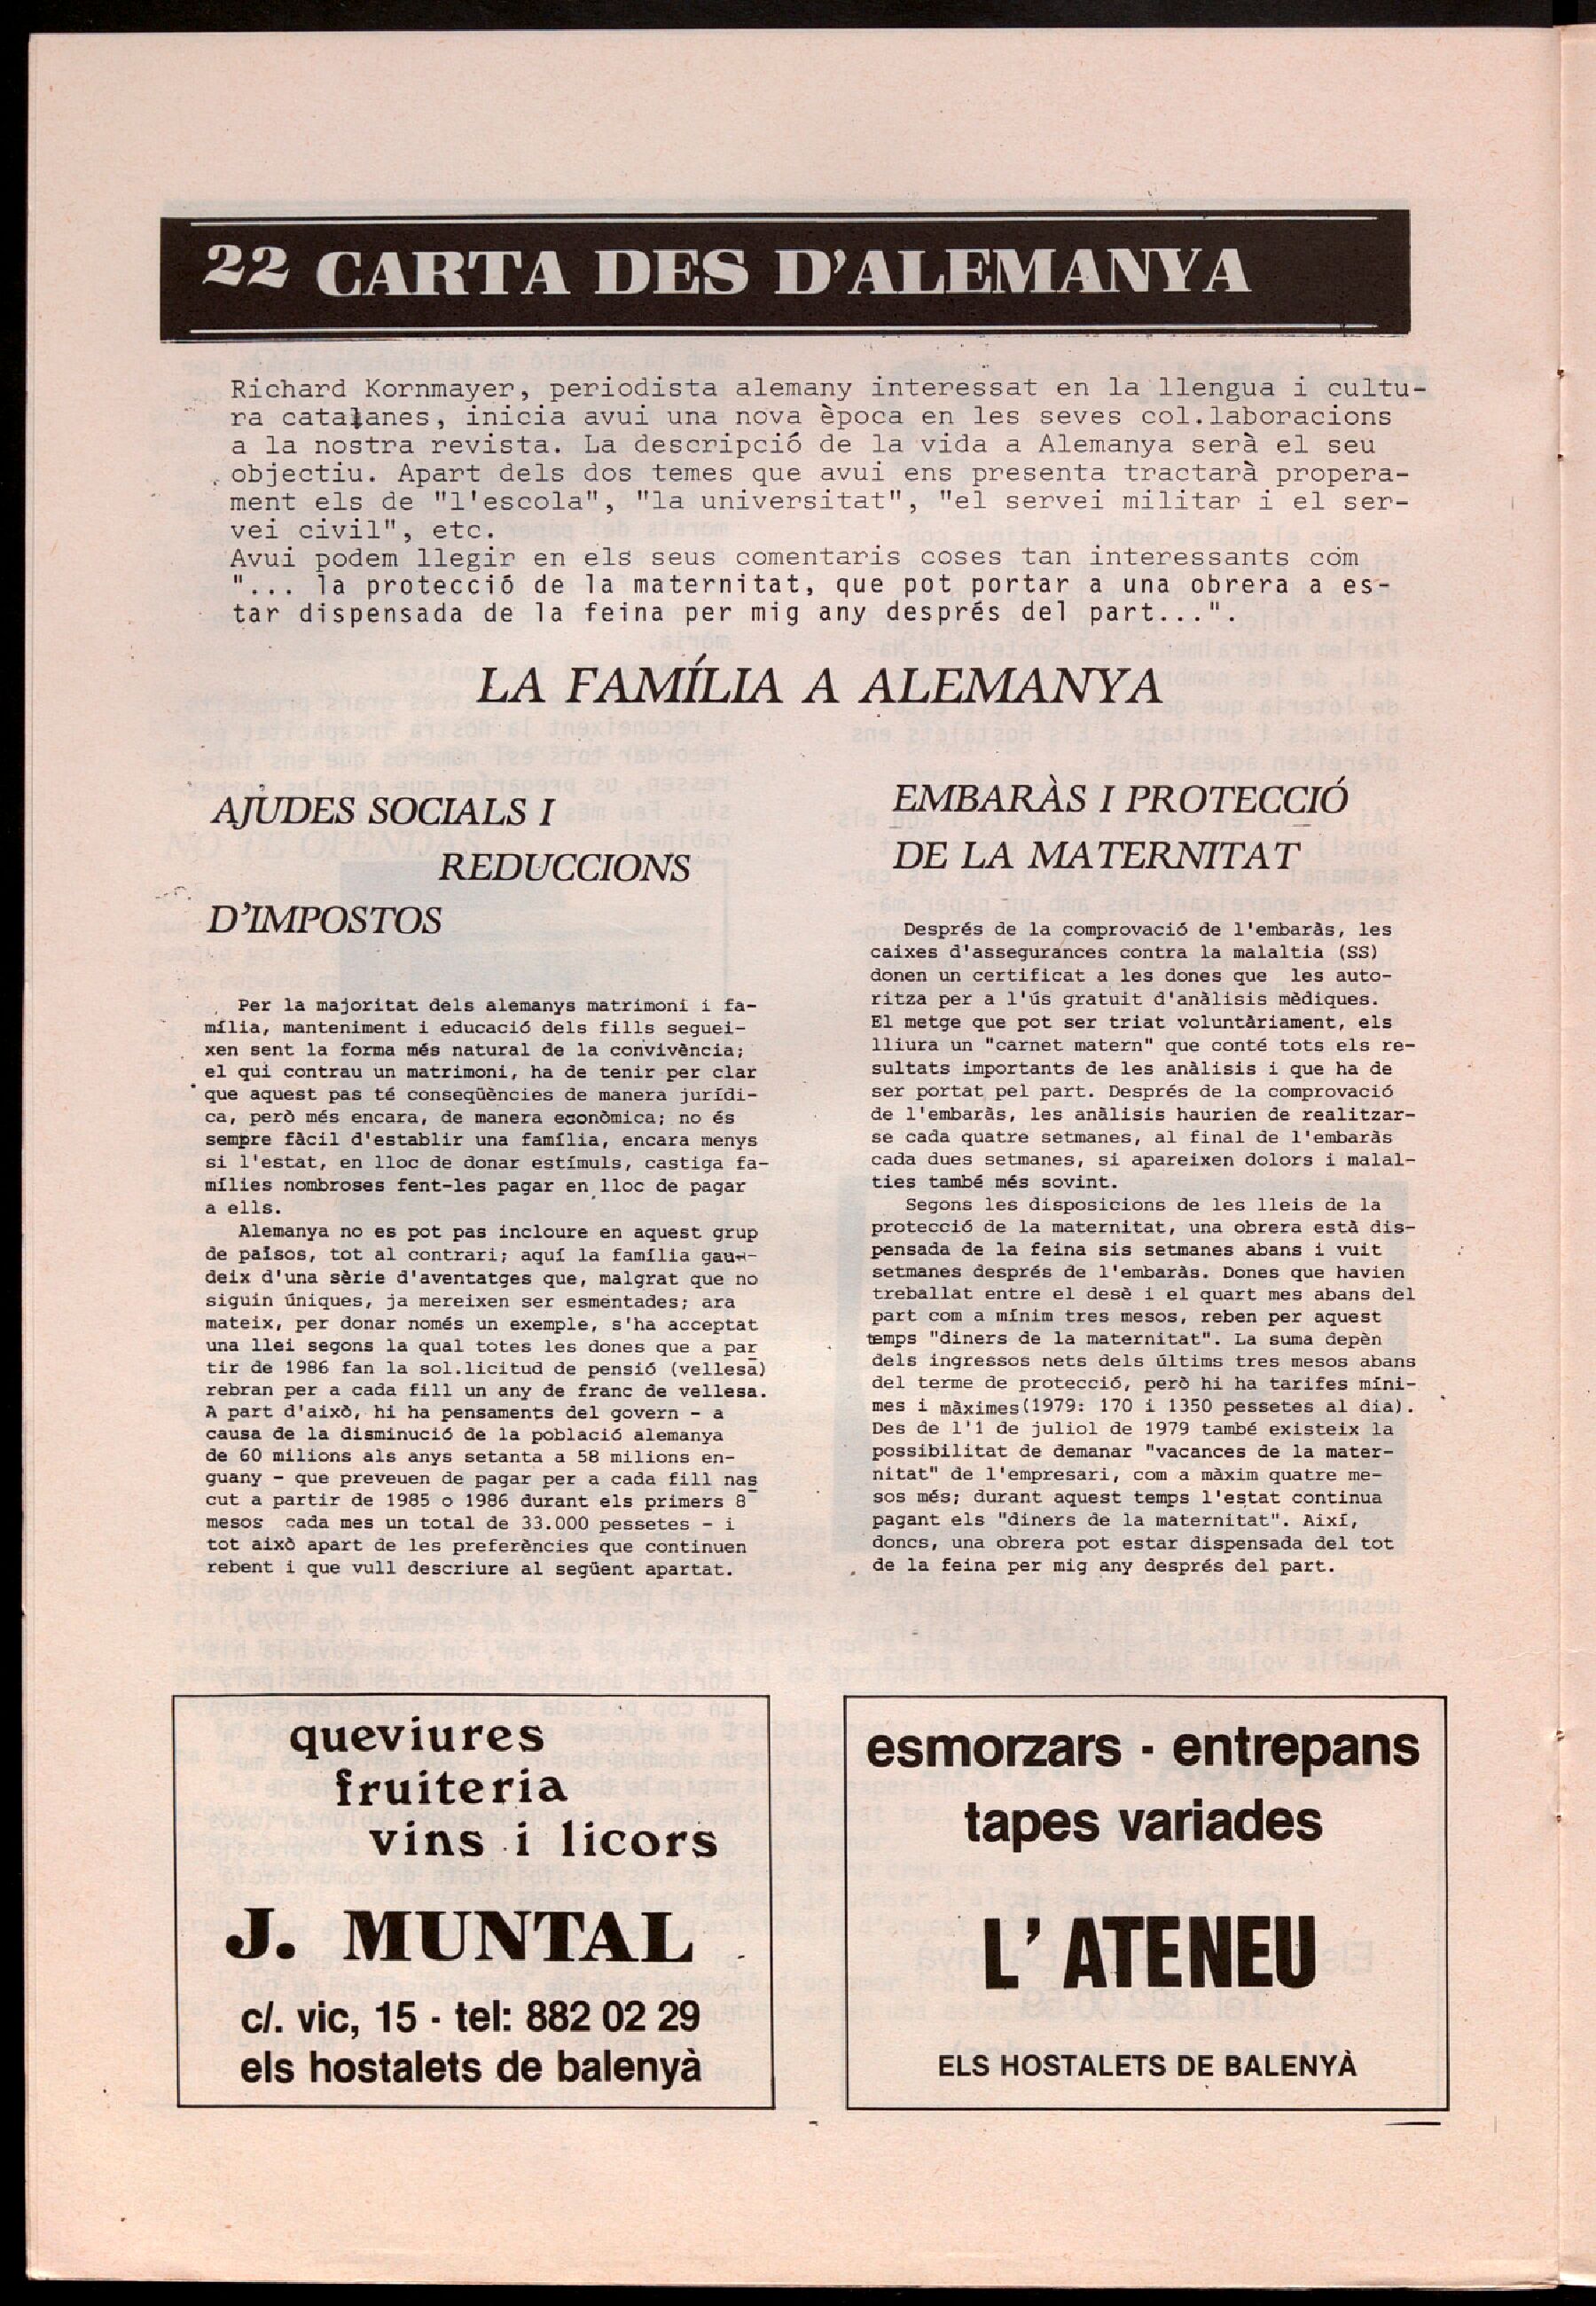 22 CARTA DES D'ALEMANYA
Richard Kornmayer, periodista alemany interessat en la llengua i cultu-
ra catalanes, inicia avui una nova època en les seves col.laboracions
a la nostra revista. La descripció de la vida a Alemanya serà el seu
objectiu. Apart dels dos temes que avui ens presenta tractarà propera-
ment els de "l'escola", "la universitat", "el servei militar i el ser-
vei civil", etc.
Avui podem llegir en els seus comentaris coses tan interessants com
"... la protecció de la maternitat, que pot portar a una obrera a es-
tar dispensada de la feina per mig any després del part...".
LA FAMÍLIA A ALEMANYA
AJUDES SOCIALS I
REDUCCIONS
D'IMPOSTOS
Per la majoritat dels alemanys matrimoni i fa-
mília, manteniment i educació dels fills seguei-
xen sent la forma més natural de la convivència;
el qui contrau un matrimoni, ha de tenir per clar
que aquest pas té conseqüències de manera jurídi-
ca, però més encara, de manera econòmica; no és
sempre fàcil d'establir una família, encara menys
si l'estat, en lloc de donar estímuls, castiga fa-
mílies nombroses fent-les pagar en lloc de pagar
a ells.
Alemanya no es pot pas incloure en aquest grup
de països, tot al contrari; aquí la família gau-
deix d'una sèrie d'aventatges que, malgrat que no
siguin úniques, ja mereixen ser esmentades; ara
mateix, per donar només un exemple, s'ha acceptat
una llei segons la qual totes les dones que a par
tir de 1986 fan la sol.licitud de pensió (vellesa)
rebran per a cada fill un any de franc de vellesa.
A part d'això, hi ha pensaments del govern - a
causa de la disminució de la població alemanya
de 60 milions als anys setanta a 58 milions en-
guany - que preveuen de pagar per a cada fill nas
cut a partir de 1985 o 1986 durant els primers 8
mesos cada mes un total de 33.000 pessetes - i
tot això apart de les preferències que continuen
rebent i que vull descriure al següent apartat.
EMBARÀS I PROTECCIÓ
DE LA MATERNITAT
Després de la comprovació de l'embaràs, les
caixes d'assegurances contra la malaltia (SS)
donen un certificat a les dones que les auto-
ritza per a l'ús gratuit d'anàlisis mèdiques.
El metge que pot ser triat voluntàriament, els
lliura un "carnet matern" que conté tots els re-
sultats importants de les anàlisis i que ha de
ser portat pel part. Després de la comprovació
de l'embaràs, les anàlisis haurien de realitzar-
se cada quatre setmanes, al final de l'embaràs
cada dues setmanes, si apareixen dolors i malal-
ties també més sovint.
Segons les disposicions de les lleis de la
protecció de la maternitat, una obrera està dis-
pensada de la feina sis setmanes abans i vuit
setmanes després de l'embaràs. Dones que havien
treballat entre el desè i el quart mes abans del
part com a mínim tres mesos, reben per aquest
temps "diners de la maternitat". La suma depèn
dels ingressos nets dels últims tres mesos abans
del terme de protecció, però hi ha tarifes míni-
mes i màximes(1979: 170 i 1350 pessetes al dia).
Des de l'1 de juliol de 1979 també existeix la
possibilitat de demanar "vacances de la mater-
nitat" de l'empresari, com a màxim quatre me-
sos més; durant aquest temps l'estat continua
pagant els "diners de la maternitat". Així,
doncs, una obrera pot estar dispensada del tot
de la feina per mig any després del part.
queviures
fruiteria
vins i licors
J. MUNTAL
c/. vic, 15 - tel: 882 02 29
els hostalets de balenyà
esmorzars - entrepans
tapes variades
L'ATENEU
ELS HOSTALETS DE BALENYÀ